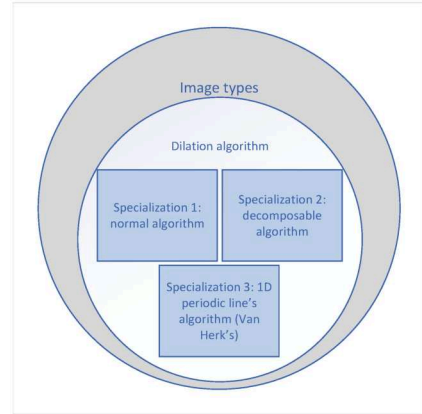 Image types
Dilation algorithm
Specialization 1:
normal algorithm
Specialization 2:
decomposable
algorithm
Specialization 3: 1D
periodic line's
algorithm (Van
Herk's)